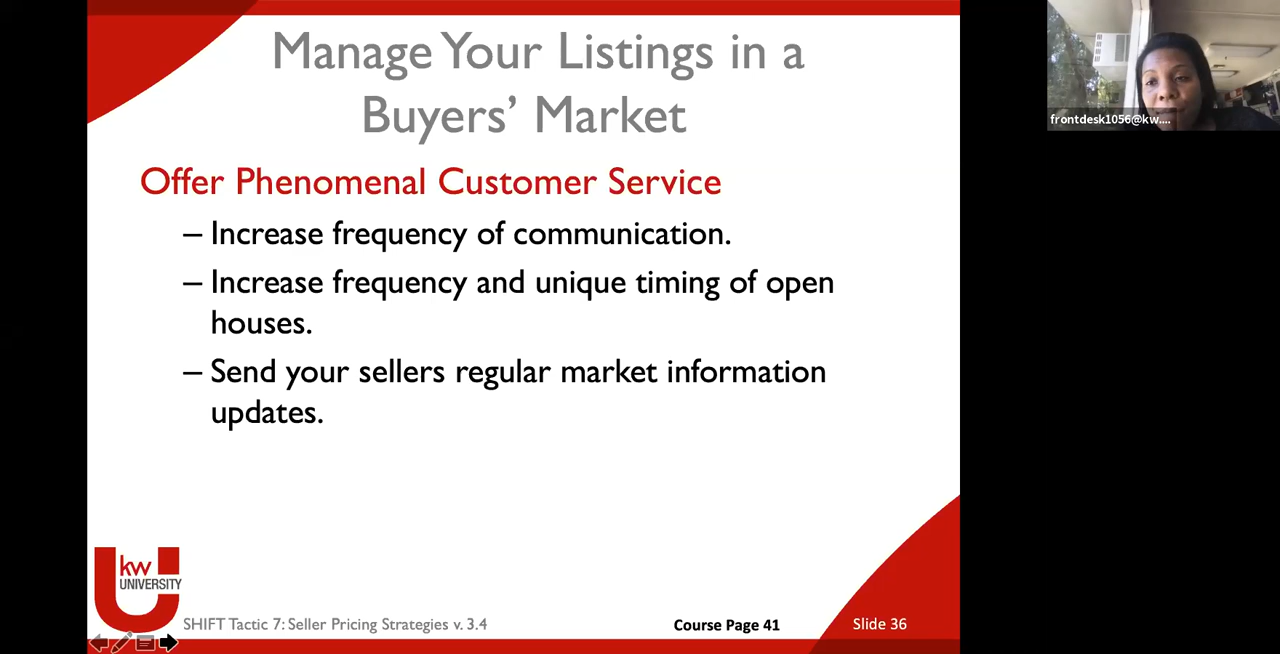 Manage Your Listings in a
Buyers’ Market
frontdesk1056@kw....
Offer Phenomenal Customer Service
– Increase frequency of communication.
– Increase frequency and unique timing of open
houses.
– Send your sellers regular market information
updates.
kw
UNIVERSITY
SHIFT Tactic 7: Seller Pricing Strategies v. 3.4
Course Page 41
Slide 36